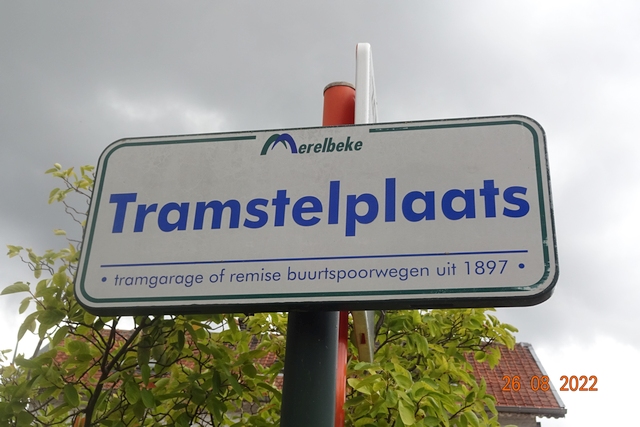 Merelbeke
Tramstelplaats
• tramgarage of remise buurtspoorwegen uit 1897 •
26 08 2022